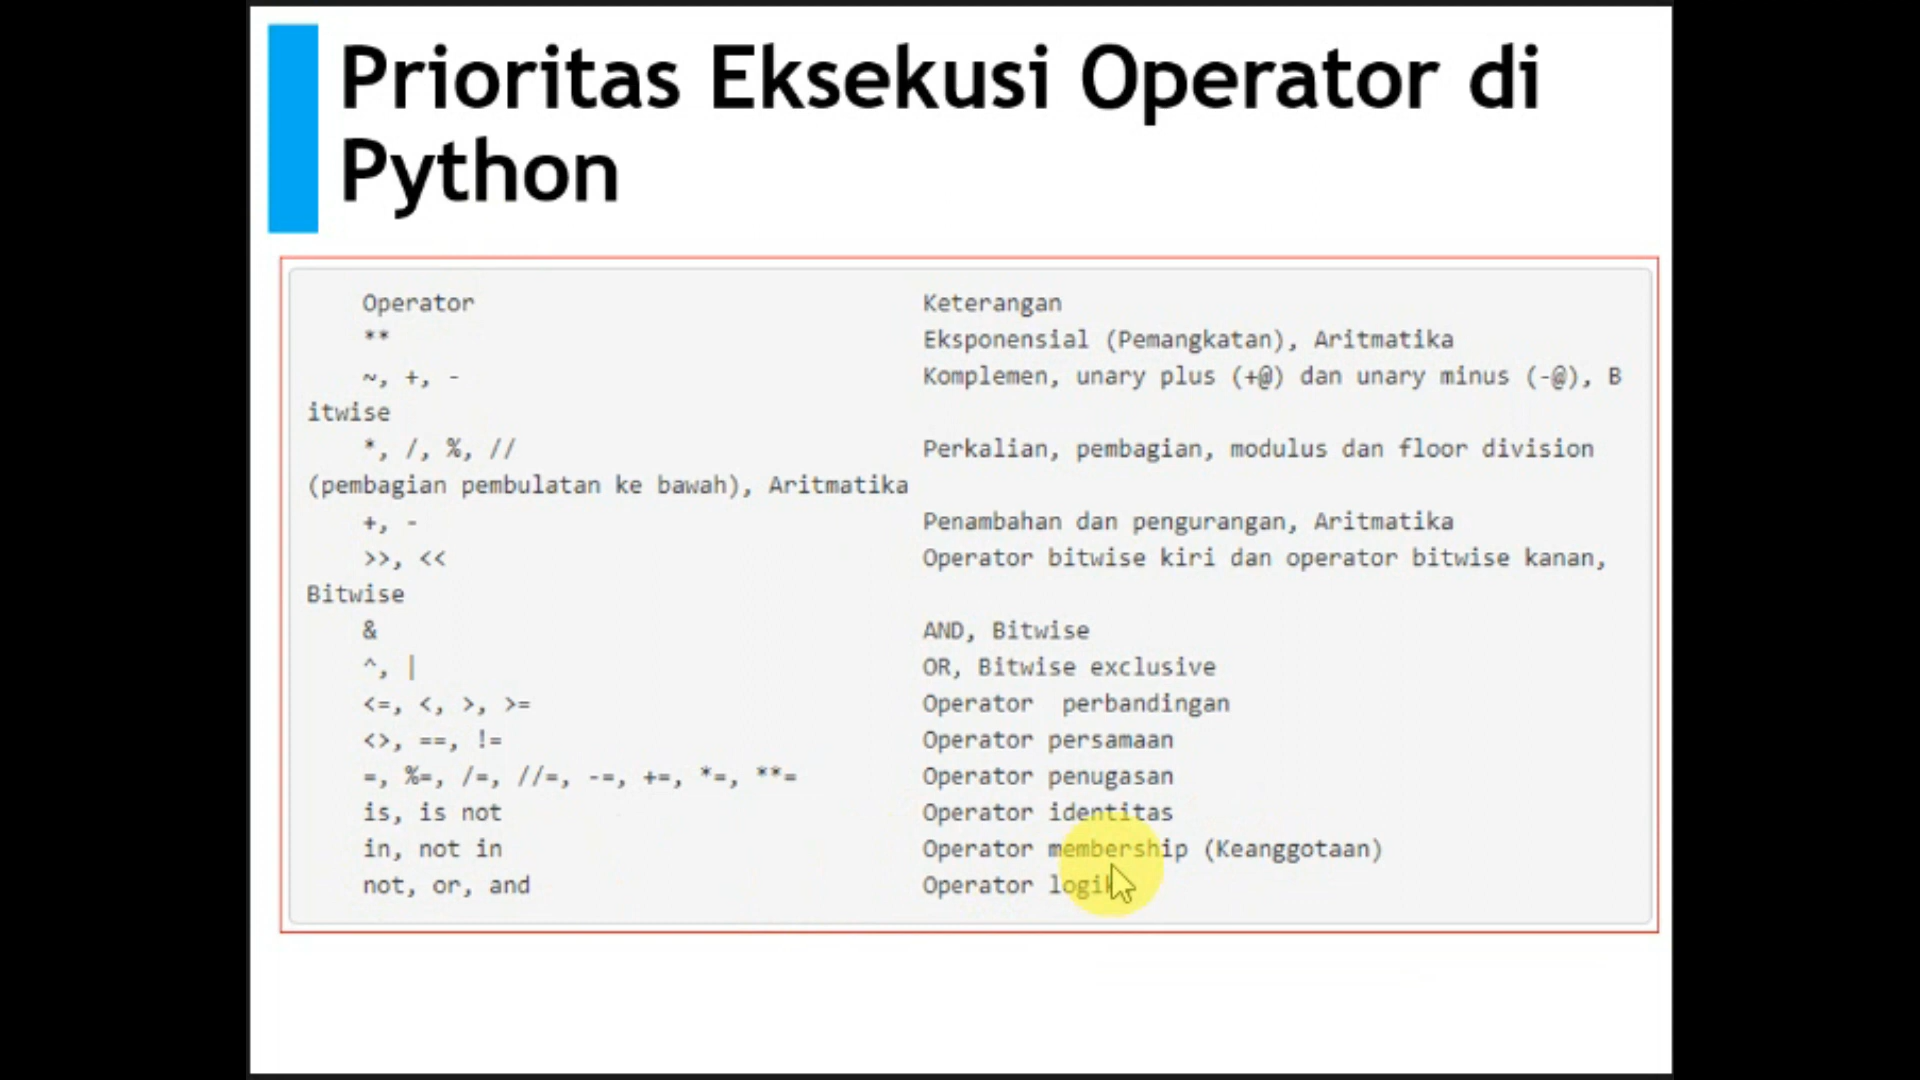 Prioritas Eksekusi Operator di
Python
Operator Keterangan
** Eksponensial (Pemangkatan), Aritmatika
~, +, - Komplemen, unary plus (+@) dan unary minus (-@), B
itwise
*, /, %, // Perkalian, pembagian, modulus dan floor division
(pembagian pembulatan ke bawah), Aritmatika
+, - Penambahan dan pengurangan, Aritmatika
>>, << Operator bitwise kiri dan operator bitwise kanan,
Bitwise
& AND, Bitwise
^, | OR, Bitwise exclusive
<=, <, >, >= Operator perbandingan
<>, ==, != Operator persamaan
=, %=, /=, //=, -=, +=, *=, **= Operator penugasan
is, is not Operator identitas
in, not in Operator membership (Keanggotaan)
not, or, and Operator logik